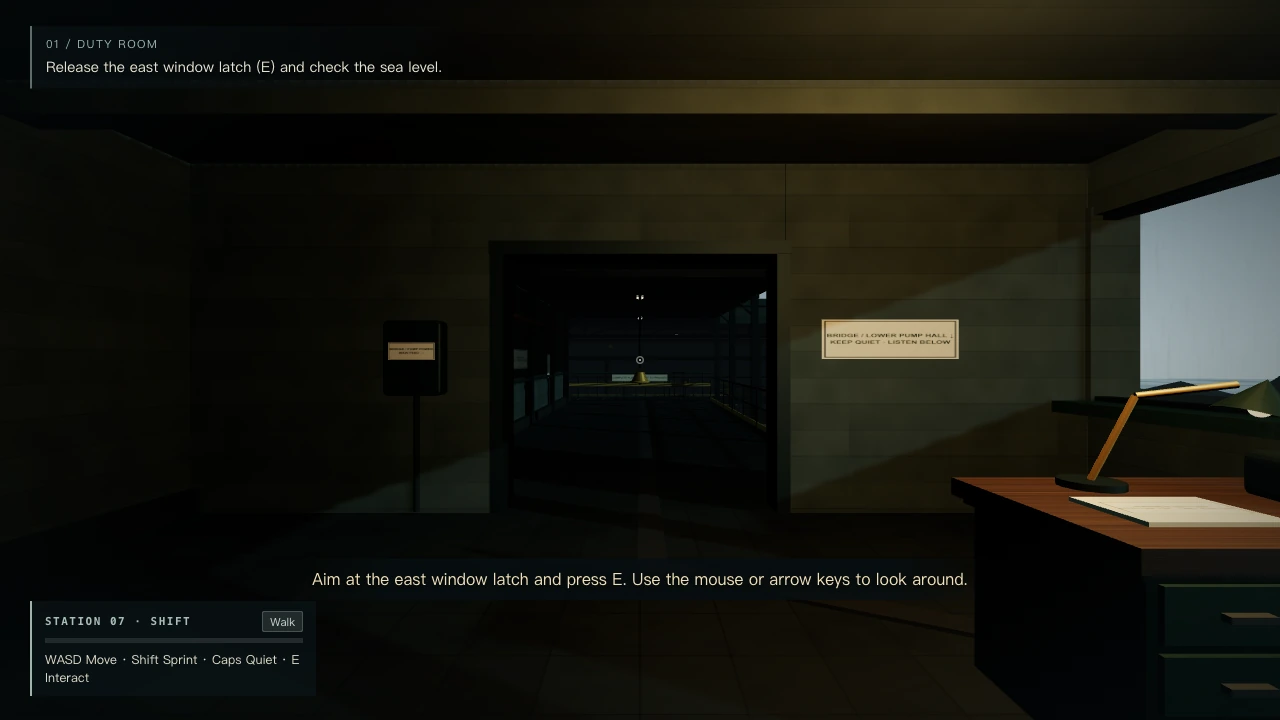 01 / DUTY ROOM
Release the east window latch (E) and check the sea level.
BRIDGE / LOWER PUMP HALL ↓
KEEP QUIET · LISTEN BELOW
Aim at the east window latch and press E. Use the mouse or arrow keys to look around.
STATION 07 · SHIFT
Walk
WASD Move · Shift Sprint · Caps Quiet · E
Interact